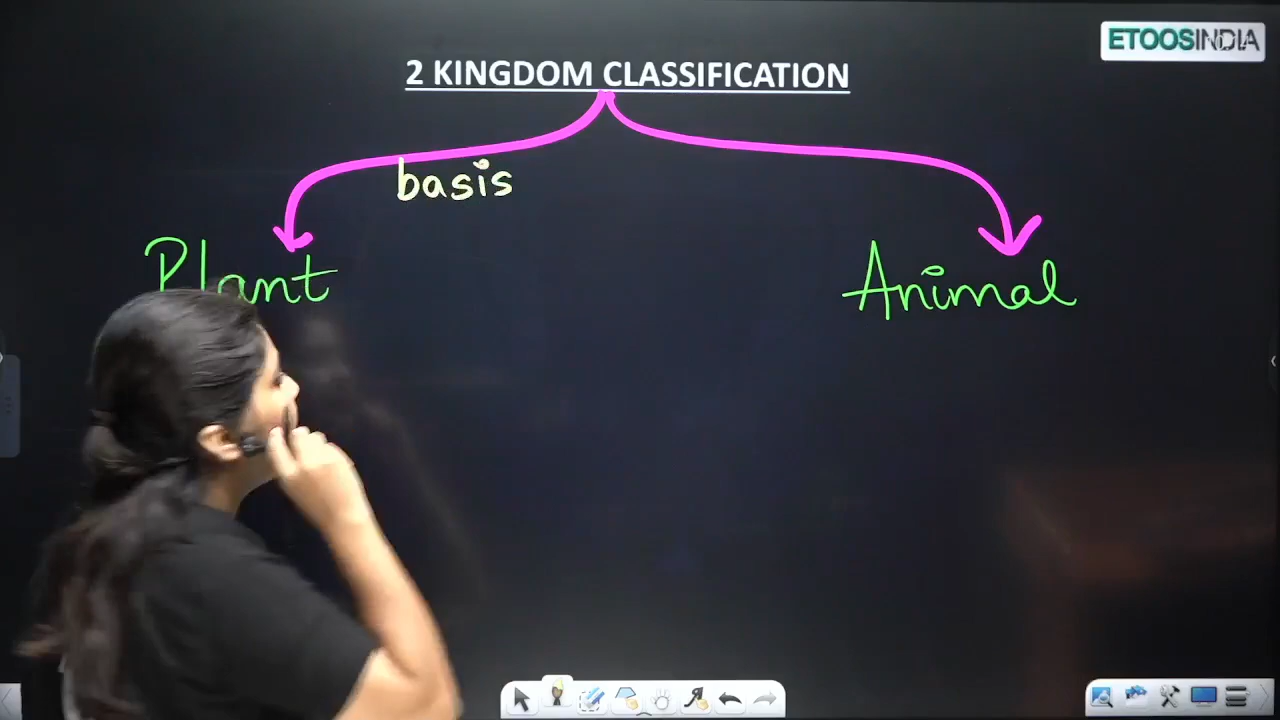 ETOOSINDIA
2 KINGDOM CLASSIFICATION
basis
Plant
Animal